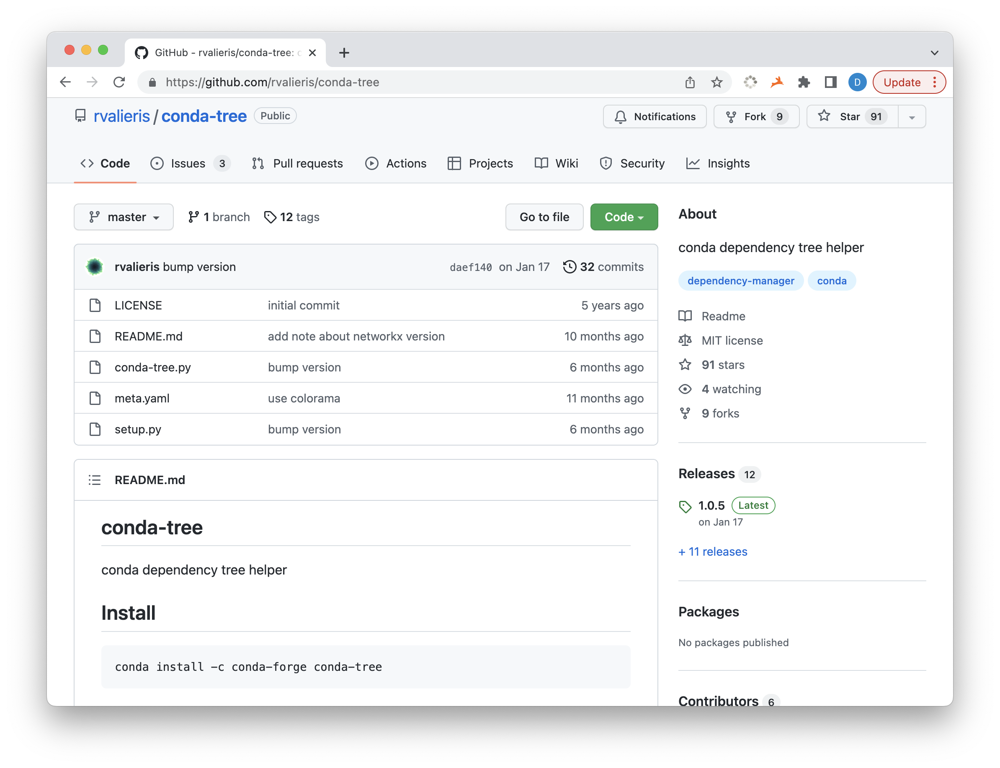 GitHub - rvalieris/conda-tree: c
https://github.com/rvalieris/conda-tree
D
Update
rvalieris / conda-tree Public
Notifications
Fork 9
Star 91
Code
Issues 3
Pull requests
Actions
Projects
Wiki
Security
Insights
master
1 branch
12 tags
Go to file
Code
rvalieris bump version daef140 on Jan 17 32 commits
LICENSE initial commit 5 years ago
README.md add note about networkx version 10 months ago
conda-tree.py bump version 6 months ago
meta.yaml use colorama 11 months ago
setup.py bump version 6 months ago
README.md
conda-tree
conda dependency tree helper
Install
conda install -c conda-forge conda-tree
About
conda dependency tree helper
dependency-manager conda
Readme
MIT license
91 stars
4 watching
9 forks
Releases 12
1.0.5 Latest
on Jan 17
+ 11 releases
Packages
No packages published
Contributors 6